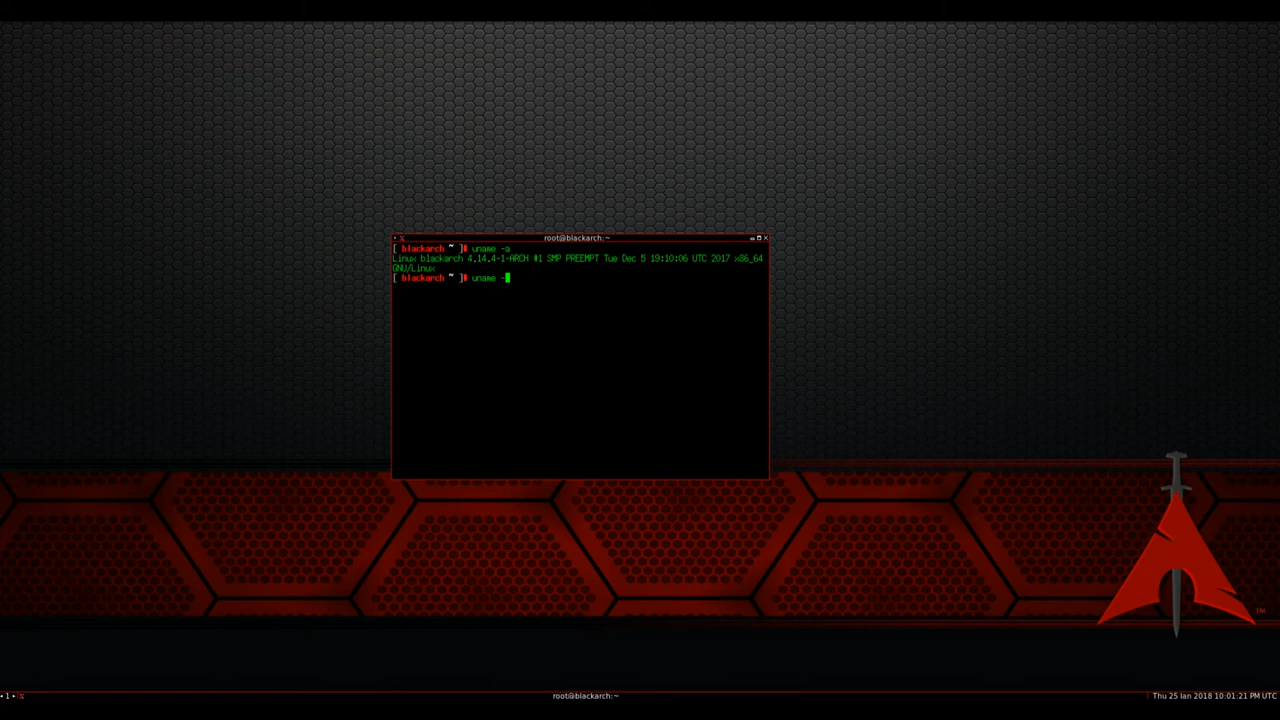 root@blackarch:~
[ blackarch ~ ]# uname -a
Linux blackarch 4.14.4-1-ARCH #1 SMP PREEMPT Tue Dec 5 19:10:06 UTC 2017 x86_64
GNU/Linux
[ blackarch ~ ]# uname -
TM
1 root@blackarch:~ Thu 25 Jan 2018 10:01:21 PM UTC